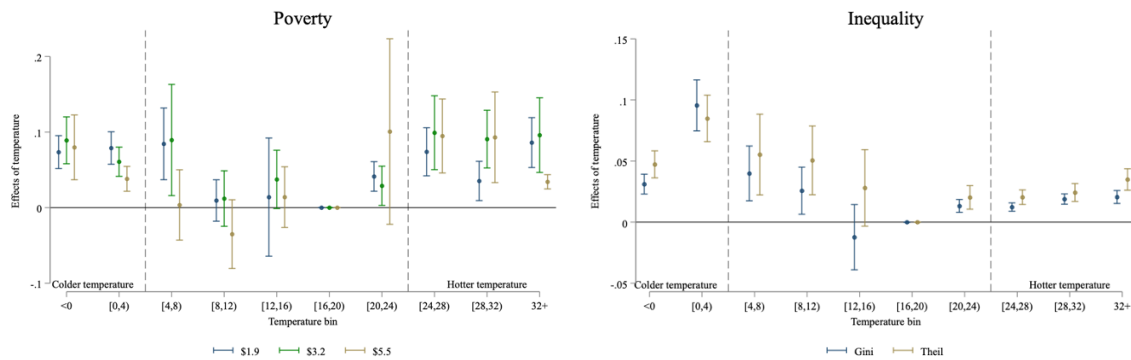 Poverty
Effects of temperature
.2
.1
0
-.1
Colder temperature
Hotter temperature
<0 [0,4) [4,8) [8,12) [12,16) [16,20) [20,24) [24,28) [28,32) 32+
Temperature bin
$1.9 $3.2 $5.5
Inequality
Effects of temperature
.15
.1
.05
0
-.05
Colder temperature
Hotter temperature
<0 [0,4) [4,8) [8,12) [12,16) [16,20) [20,24) [24,28) [28,32) 32+
Temperature bin
Gini Theil